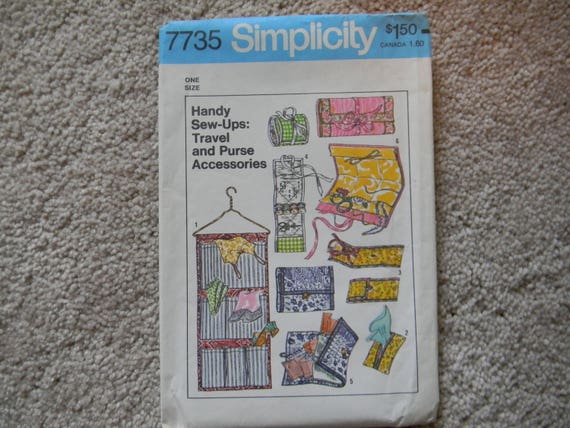 7735 Simplicity $1.50
CANADA 1.60
ONE
SIZE
Handy
Sew-Ups:
Travel
and Purse
Accessories
4
6
1
3
2
5